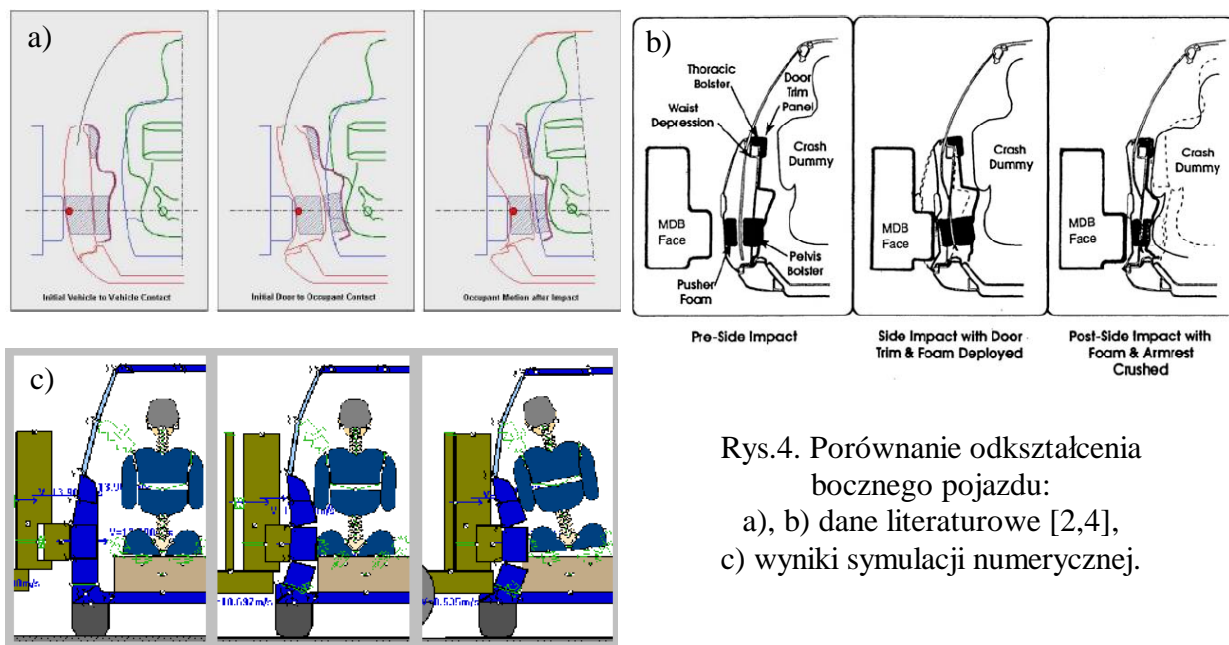 a)
Initial Vehicle to Vehicle Contact
Initial Door to Occupant Contact
Occupant Motion after Impact
b)
Thoracic
Bolster
Door
Trim
Panel
Waist
Depression
Crash
Dummy
MDB
Face
Pelvis
Bolster
Pusher
Foam
Crash
Dummy
MDB
Face
Crash
Dummy
MDB
Face
Pre-Side Impact
Side Impact with Door
Trim & Foam Deployed
Post-Side Impact with
Foam & Armrest
Crushed
c)
Rys.4. Porównanie odkształcenia
bocznego pojazdu:
a), b) dane literaturowe [2,4],
c) wyniki symulacji numerycznej.